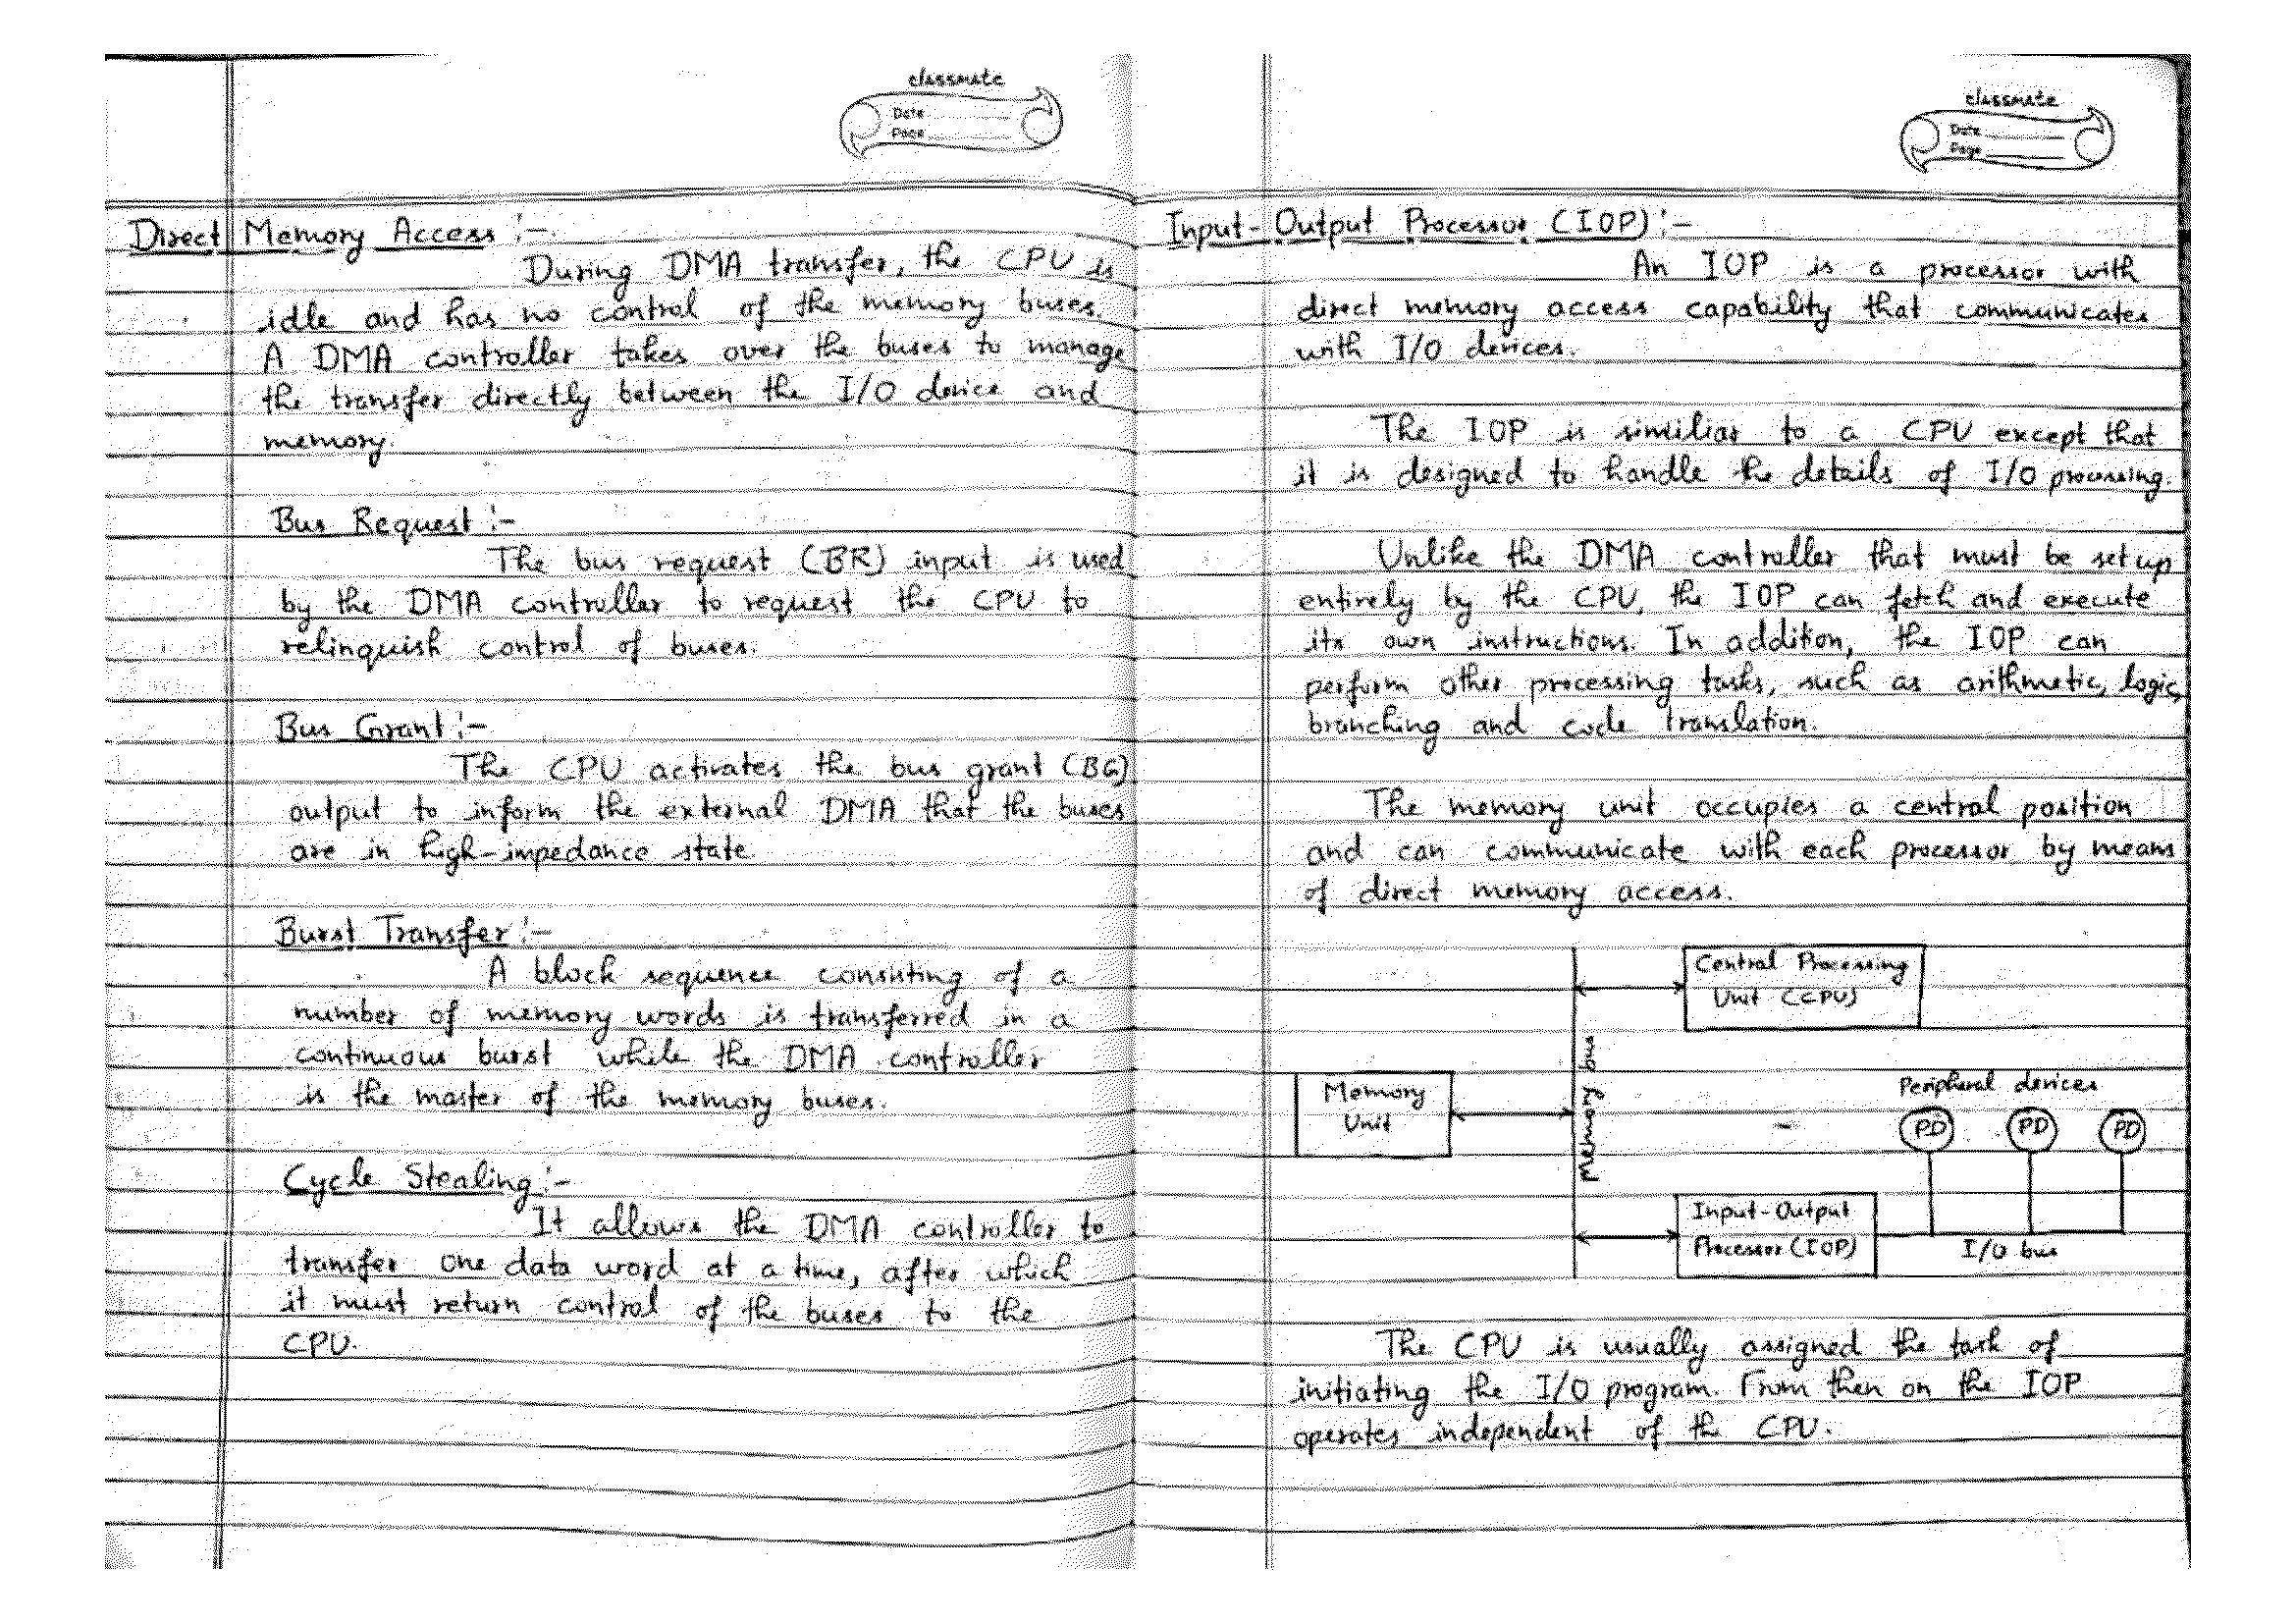 classmate
Date
Page
Direct Memory Access :-
During DMA transfer, the CPU is
idle and has no control of the memory buses.
A DMA controller takes over the buses to manage
the transfer directly between the I/O device and
memory.
Bus Request :-
The bus request (BR) input is used
by the DMA controller to request the CPU to
relinquish control of buses.
Bus Grant :-
The CPU activates the bus grant (BG)
output to inform the external DMA that the buses
are in high-impedance state.
Burst Transfer :-
A block sequence consisting of a
number of memory words is transferred in a
continuous burst while the DMA controller
is the master of the memory buses.
Cycle Stealing :-
It allows the DMA controller to
transfer one data word at a time, after which
it must return control of the buses to the
CPU.
classmate
Date
Page
Input-Output Processor (IOP) :-
An IOP is a processor with
direct memory access capability that communicates
with I/O devices.
The IOP is similiar to a CPU except that
it is designed to handle the details of I/O processing.
Unlike the DMA controller that must be set up
entirely by the CPU, the IOP can fetch and execute
its own instructions. In addition, the IOP can
perform other processing tasks, such as arithmetic, logic,
branching and code translation.
The memory unit occupies a central position
and can communicate with each processor by means
of direct memory access.
Central Processing
Unit (CPU)
Memory bus
Peripheral devices
Memory
Unit
PD PD PD
Input-Output
Processor (IOP)
I/O bus
The CPU is usually assigned the task of
initiating the I/O program. From then on the IOP
operates independent of the CPU.